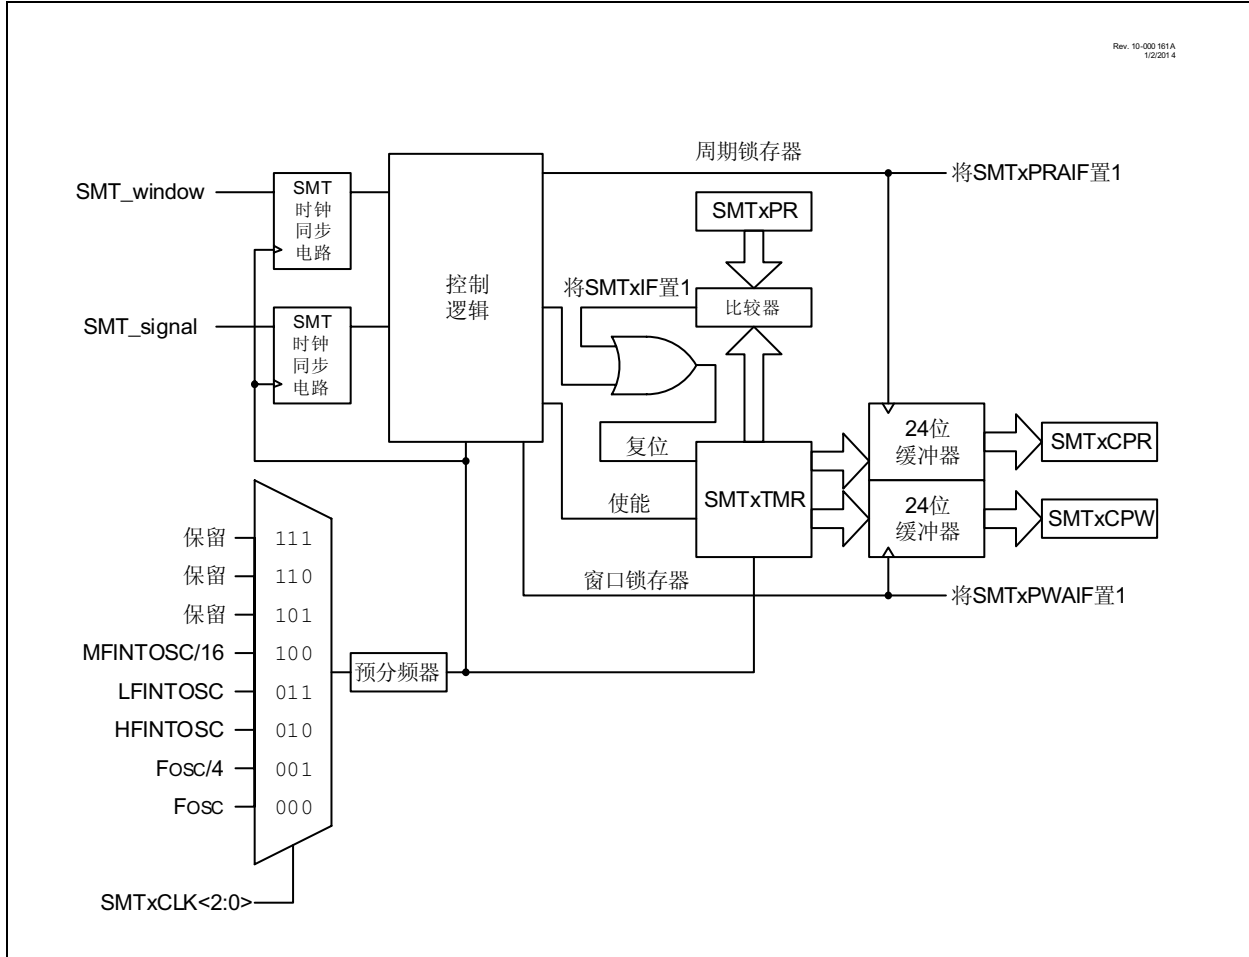 Rev. 10-000 161A
1/2/2014
周期锁存器
将SMTxPRAIF置1
SMT_window
SMT
时钟
同步
电路
SMTxPR
控制
逻辑
将SMTxIF置1
比较器
SMT_signal
SMT
时钟
同步
电路
复位
24位
缓冲器
SMTxCPR
使能
SMTxTMR
24位
缓冲器
SMTxCPW
窗口锁存器
将SMTxPWAIF置1
保留 111
保留 110
保留 101
MFINTOSC/16 100
预分频器
LFINTOSC 011
HFINTOSC 010
FOSC/4 001
FOSC 000
SMTxCLK<2:0>